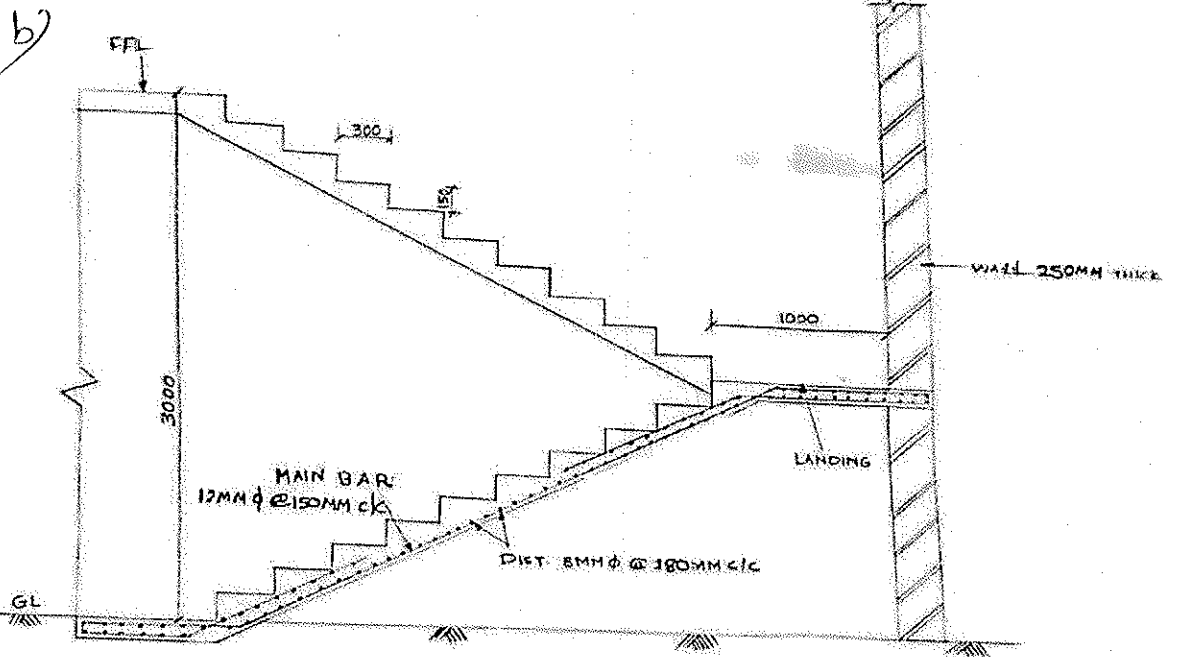 b)
FFL
300
150
WALL 250MM THICK
1000
3000
LANDING
MAIN BAR
12MM ϕ @150MM c/c
DIST. 8MM ϕ @ 180MM c/c
GL